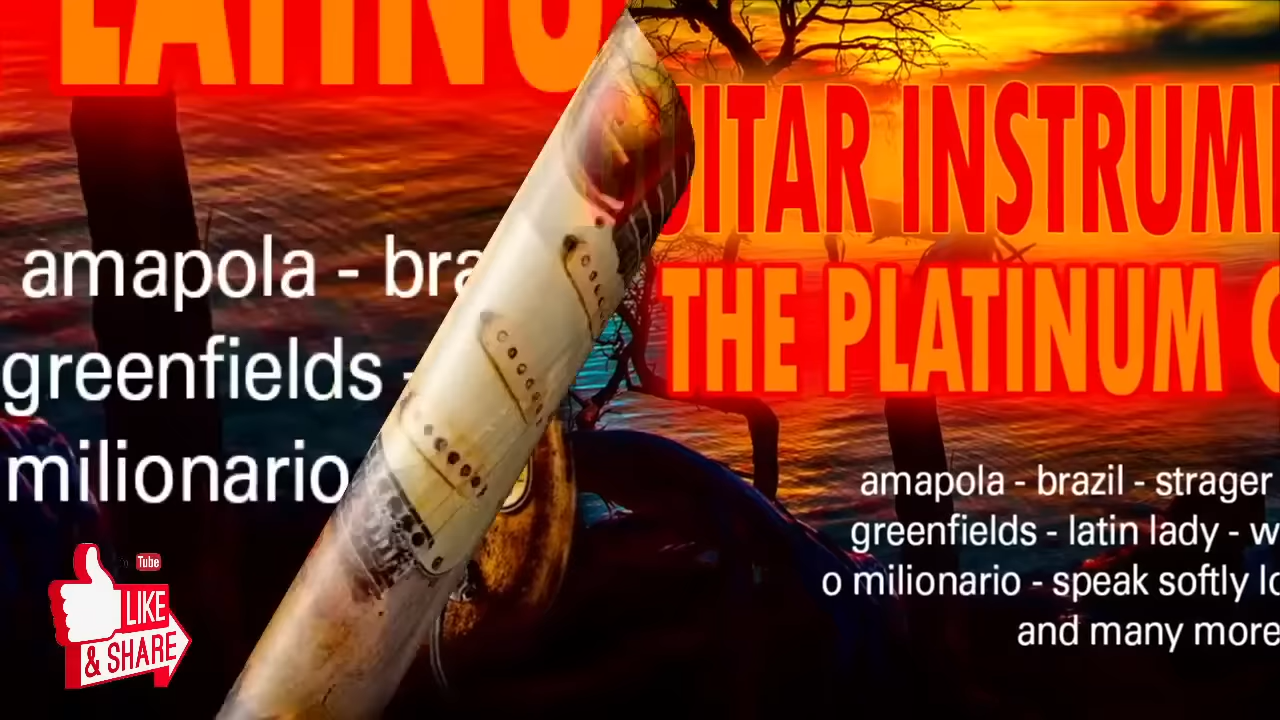 LATINO
amapola - bra
greenfields -
milionario
Tube
LIKE
& SHARE
UITAR INSTRUM
THE PLATINUM C
amapola - brazil - strager
greenfields - latin lady - w
o milionario - speak softly lo
and many more